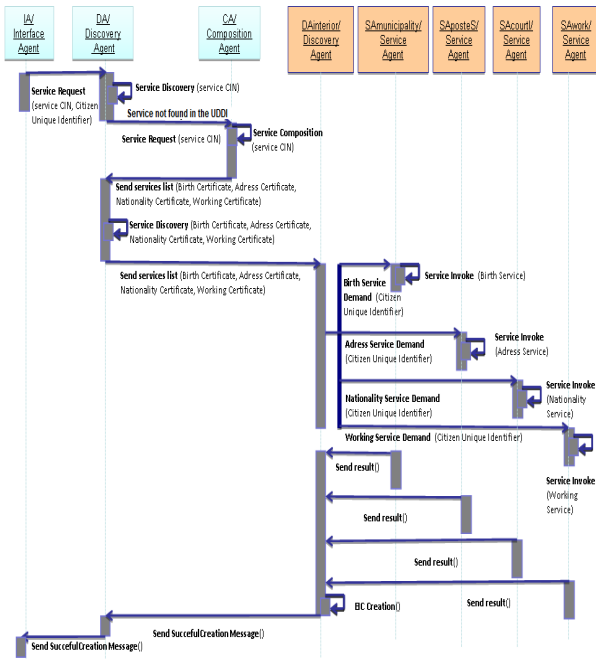 IA/
Interface
Agent
DA/
Discovery
Agent
CA/
Composition
Agent
DAinterior/
Discovery
Agent
SAmunicipality/
Service
Agent
SAposteS/
Service
Agent
SAcourtl/
Service
Agent
SAwork/
Service
Agent
Service Request
(service CIN, Citizen
Unique Identifier)
Service Discovery (service CIN)
Service not found in the UDDI
Service Request (service CIN)
Service Composition
(service CIN)
Send services list (Birth Certificate, Adress Certificate,
Nationality Certificate, Working Certificate)
Service Discovery (Birth Certificate, Adress Certificate,
Nationality Certificate, Working Certificate)
Send services list (Birth Certificate, Adress Certificate,
Nationality Certificate, Working Certificate)
Birth Service
Demand (Citizen
Unique Identifier)
Service Invoke (Birth Service)
Adress Service Demand
(Citizen Unique Identifier)
Service Invoke
(Adress Service)
Nationality Service Demand
(Citizen Unique Identifier)
Service Invoke
(Nationality
Service)
Working Service Demand (Citizen Unique Identifier)
Service Invoke
(Working
Service)
Send result()
Send result()
Send result()
Send result()
EIC Creation()
Send SuccefulCreation Message()
Send SuccefulCreation Message()